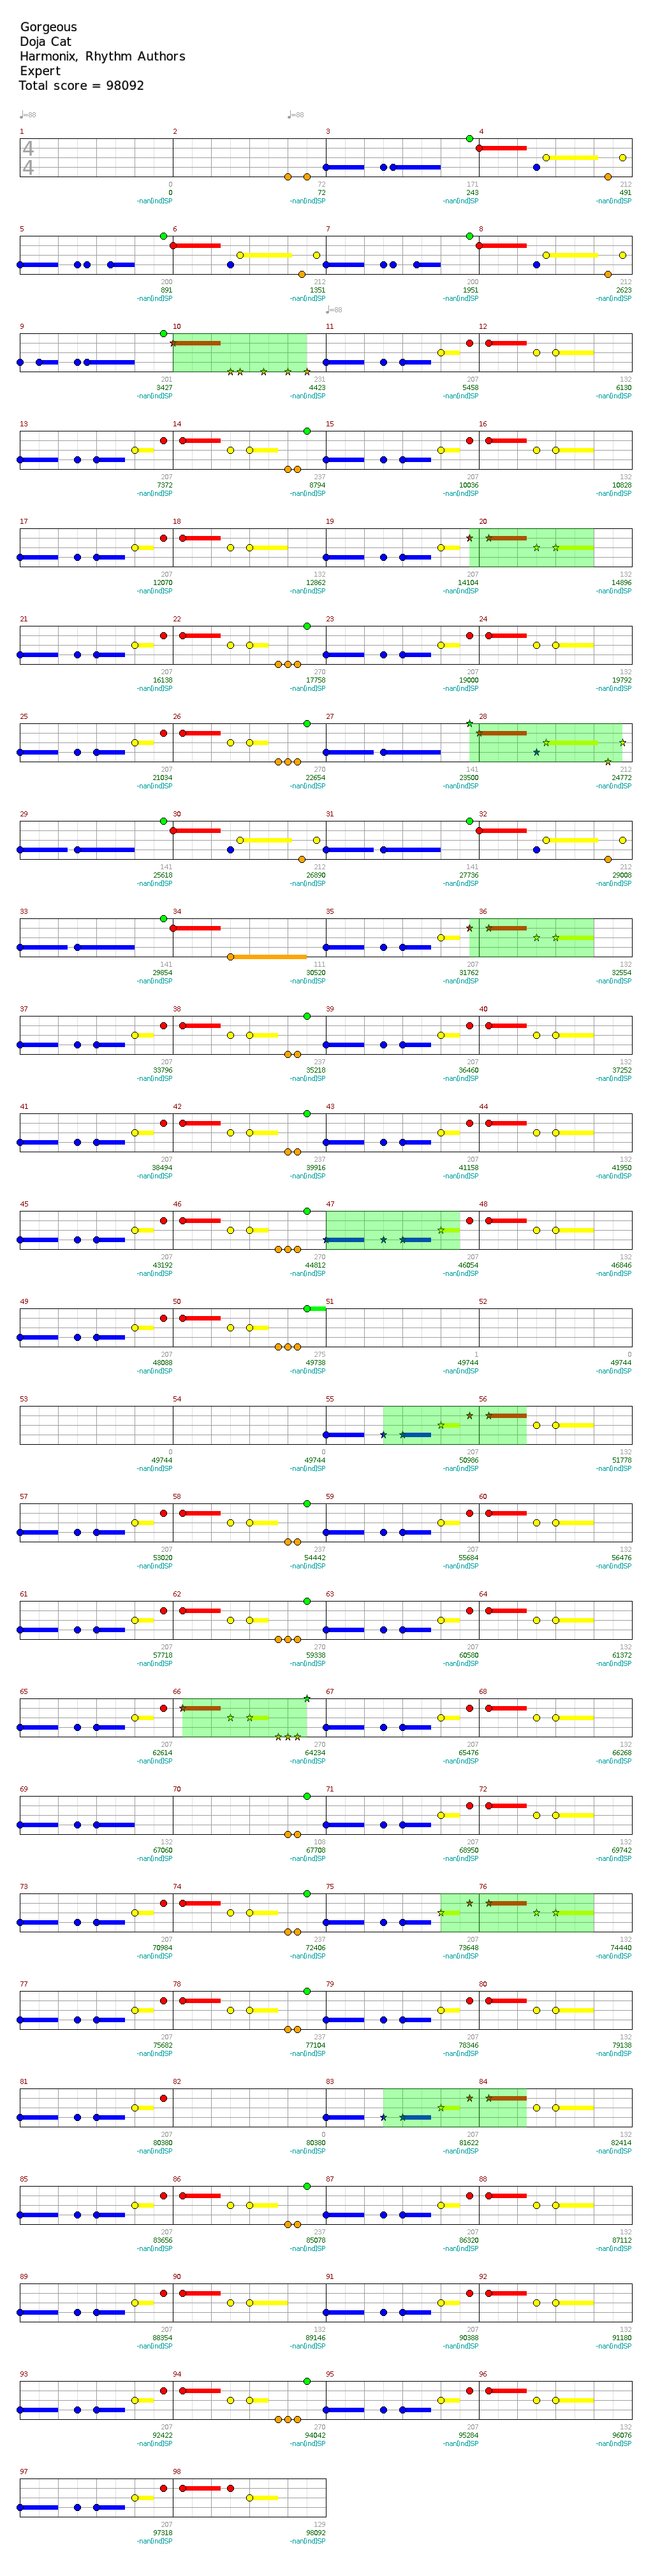 Gorgeous
Doja Cat
Harmonix, Rhythm Authors
Expert
Total score = 98092
♩=88 ♩=88
1 2 3 4
4
4
0 72 171 212
0 72 243 491
-nan(ind)SP -nan(ind)SP -nan(ind)SP -nan(ind)SP
5 6 7 8
200 212 200 212
891 1351 1951 2623
-nan(ind)SP -nan(ind)SP -nan(ind)SP -nan(ind)SP
♩=88
9 10 11 12
201 231 207 132
3427 4423 5458 6130
-nan(ind)SP -nan(ind)SP -nan(ind)SP -nan(ind)SP
13 14 15 16
207 237 207 132
7372 8794 10036 10828
-nan(ind)SP -nan(ind)SP -nan(ind)SP -nan(ind)SP
17 18 19 20
207 132 207 132
12070 12862 14104 14896
-nan(ind)SP -nan(ind)SP -nan(ind)SP -nan(ind)SP
21 22 23 24
207 270 207 132
16138 17758 19000 19792
-nan(ind)SP -nan(ind)SP -nan(ind)SP -nan(ind)SP
25 26 27 28
207 270 141 212
21034 22654 23500 24772
-nan(ind)SP -nan(ind)SP -nan(ind)SP -nan(ind)SP
29 30 31 32
141 212 141 212
25618 26890 27736 29008
-nan(ind)SP -nan(ind)SP -nan(ind)SP -nan(ind)SP
33 34 35 36
141 111 207 132
29854 30520 31762 32554
-nan(ind)SP -nan(ind)SP -nan(ind)SP -nan(ind)SP
37 38 39 40
207 237 207 132
33796 35218 36460 37252
-nan(ind)SP -nan(ind)SP -nan(ind)SP -nan(ind)SP
41 42 43 44
207 237 207 132
38494 39916 41158 41950
-nan(ind)SP -nan(ind)SP -nan(ind)SP -nan(ind)SP
45 46 47 48
207 270 207 132
43192 44812 46054 46846
-nan(ind)SP -nan(ind)SP -nan(ind)SP -nan(ind)SP
49 50 51 52
207 275 1 0
48088 49738 49744 49744
-nan(ind)SP -nan(ind)SP -nan(ind)SP -nan(ind)SP
53 54 55 56
0 0 207 132
49744 49744 50986 51778
-nan(ind)SP -nan(ind)SP -nan(ind)SP -nan(ind)SP
57 58 59 60
207 237 207 132
53020 54442 55684 56476
-nan(ind)SP -nan(ind)SP -nan(ind)SP -nan(ind)SP
61 62 63 64
207 270 207 132
57718 59338 60580 61372
-nan(ind)SP -nan(ind)SP -nan(ind)SP -nan(ind)SP
65 66 67 68
207 270 207 132
62614 64234 65476 66268
-nan(ind)SP -nan(ind)SP -nan(ind)SP -nan(ind)SP
69 70 71 72
132 108 207 132
67060 67708 68950 69742
-nan(ind)SP -nan(ind)SP -nan(ind)SP -nan(ind)SP
73 74 75 76
207 237 207 132
70984 72406 73648 74440
-nan(ind)SP -nan(ind)SP -nan(ind)SP -nan(ind)SP
77 78 79 80
207 237 207 132
75682 77104 78346 79138
-nan(ind)SP -nan(ind)SP -nan(ind)SP -nan(ind)SP
81 82 83 84
207 0 207 132
80380 80380 81622 82414
-nan(ind)SP -nan(ind)SP -nan(ind)SP -nan(ind)SP
85 86 87 88
207 237 207 132
83656 85078 86320 87112
-nan(ind)SP -nan(ind)SP -nan(ind)SP -nan(ind)SP
89 90 91 92
207 132 207 132
88354 89146 90388 91180
-nan(ind)SP -nan(ind)SP -nan(ind)SP -nan(ind)SP
93 94 95 96
207 270 207 132
92422 94042 95284 96076
-nan(ind)SP -nan(ind)SP -nan(ind)SP -nan(ind)SP
97 98
207 129
97318 98092
-nan(ind)SP -nan(ind)SP